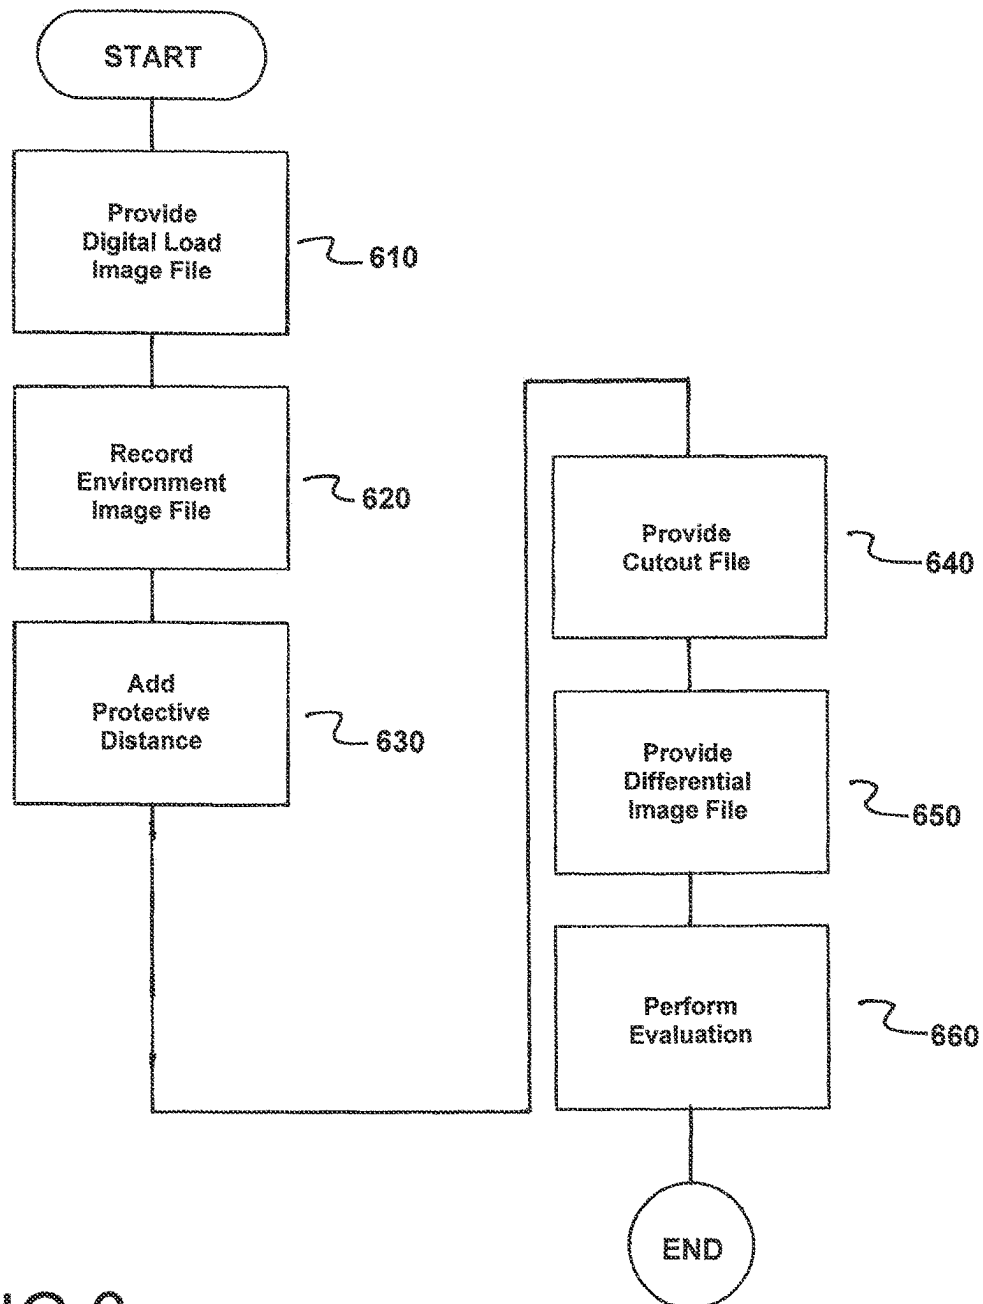 START
Provide
Digital Load
Image File
610
Record
Environment
Image File
620
Add
Protective
Distance
630
Provide
Cutout File
640
Provide
Differential
Image File
650
Perform
Evaluation
660
END